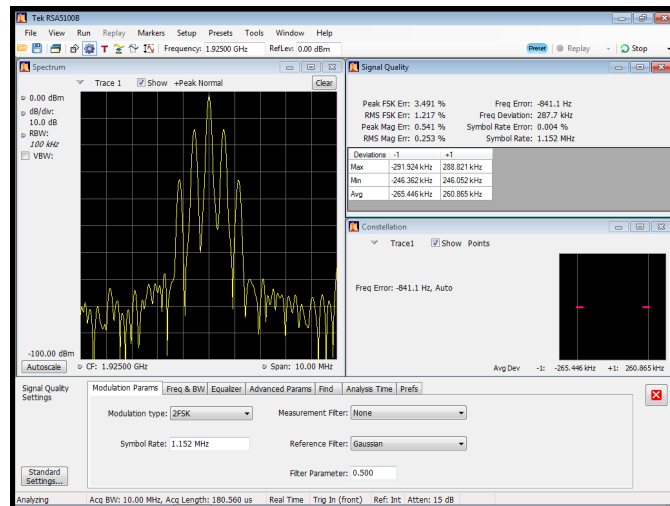 Tek RSA5100B
File View Run Replay Markers Setup Presets Tools Window Help
T Frequency: 1.92500 GHz RefLev: 0.00 dBm Preset Replay Stop
Spectrum
Trace 1 Show +Peak Normal Clear
0.00 dBm
dB/div:
10.0 dB
RBW:
100 kHz
VBW:
-100.00 dBm
Autoscale CF: 1.92500 GHz Span: 10.00 MHz
Signal Quality
Peak FSK Err: 3.491 % Freq Error: -841.1 Hz
RMS FSK Err: 1.217 % Freq Deviation: 287.7 kHz
Peak Mag Err: 0.541 % Symbol Rate Error: 0.004 %
RMS Mag Err: 0.253 % Symbol Rate: 1.152 MHz
Deviations -1 +1
Max -291.924 kHz 288.821 kHz
Min -246.362 kHz 246.052 kHz
Avg -265.446 kHz 260.865 kHz
Constellation
Trace1 Show Points
Freq Error: -841.1 Hz, Auto
Avg Dev -1: -265.446 kHz +1: 260.865 kHz
Signal Quality
Settings
Modulation Params Freq & BW Equalizer Advanced Params Find Analysis Time Prefs
Modulation type: 2FSK Measurement Filter: None
Symbol Rate: 1.152 MHz Reference Filter: Gaussian
Filter Parameter: 0.500
Standard
Settings...
Analyzing Acq BW: 10.00 MHz, Acq Length: 180.560 us Real Time Trig In (front) Ref: Int Atten: 15 dB